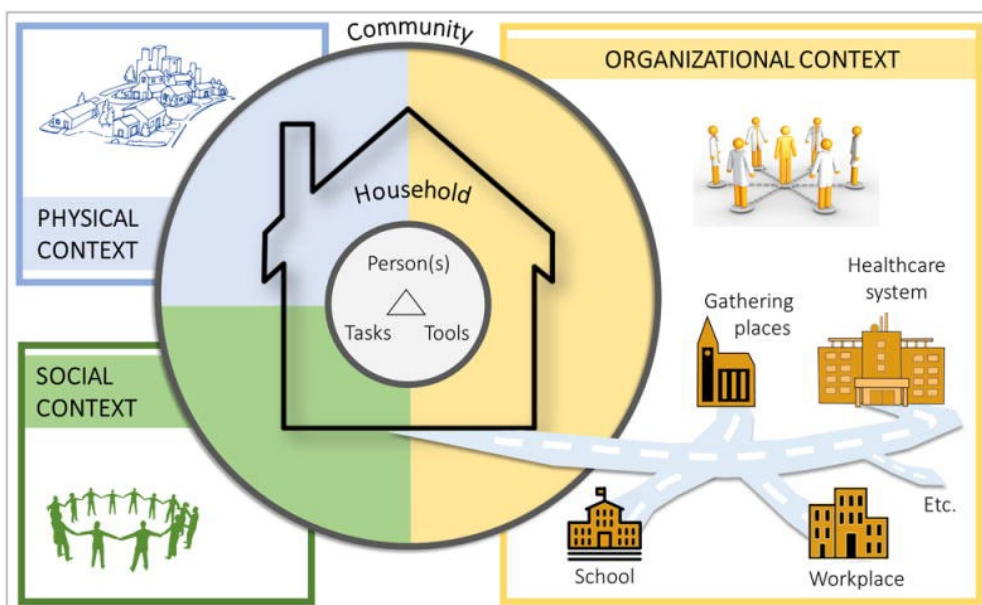 Community
PHYSICAL
CONTEXT
SOCIAL
CONTEXT
Household
Person(s)
Tasks Tools
ORGANIZATIONAL CONTEXT
Healthcare
system
Gathering
places
Etc.
School
Workplace